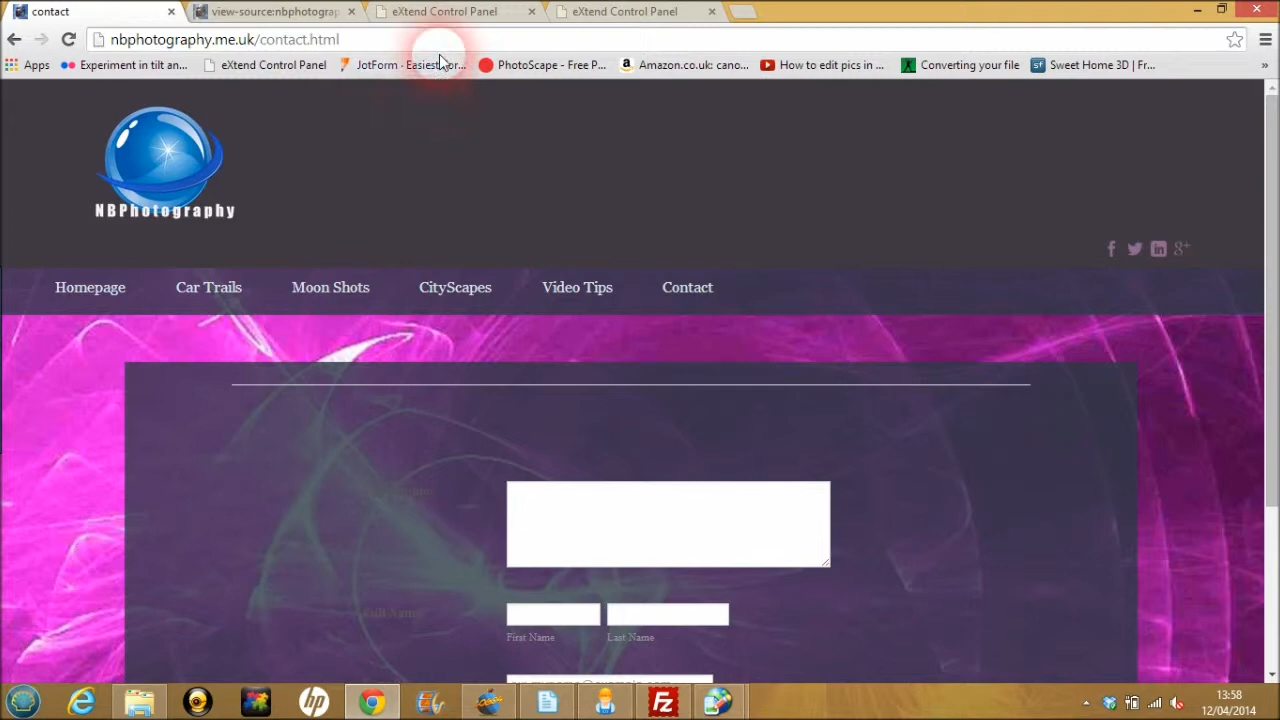 contact
view-source:nbphotograp
eXtend Control Panel
eXtend Control Panel
nbphotography.me.uk/contact.html
Apps
Experiment in tilt an...
eXtend Control Panel
JotForm · Easiest For...
PhotoScape - Free P...
Amazon.co.uk: cano...
How to edit pics in ...
Converting your file
Sweet Home 3D | Fr...
NBPhotography
Homepage
Car Trails
Moon Shots
CityScapes
Video Tips
Contact
Full Name
First Name
Last Name
13:58
12/04/2014